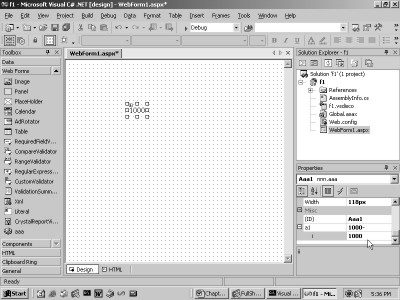 f1 - Microsoft Visual C# .NET [design] - WebForm1.aspx*
File Edit View Project Build Debug Data Format Table Insert Frames Tools Window Help
Debug
Toolbox
Data
Web Forms
Image
Panel
PlaceHolder
Calendar
AdRotator
Table
RequiredField...
CompareValidator
RangeValidator
RegularExpress...
CustomValidator
ValidationSumm...
Xml
Literal
CrystalReportV...
aaa
Components
HTML
Clipboard Ring
General
WebForm1.aspx*
1000
Design
HTML
Solution Explorer - f1
Solution 'f1' (1 project)
f1
References
AssemblyInfo.cs
f1.vsdisco
Global.asax
Web.config
WebForm1.aspx
Properties
Aaa1 nnn.aaa
Width 118px
Misc
(ID) Aaa1
1000-
i 1000
i
Ready
Start
Chapt...
FullSh...
Visual ...
f1 - Mi...
5:36 PM